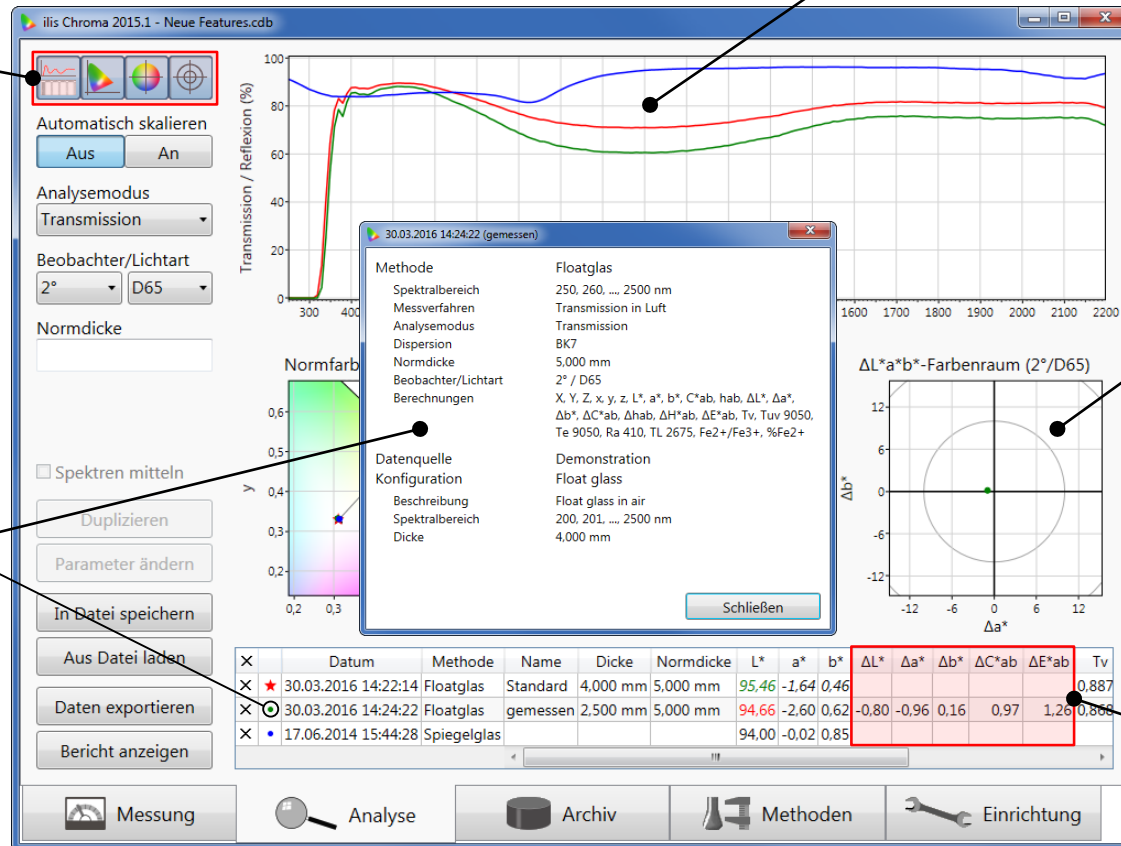 ilis Chroma 2015.1 - Neue Features.cdb
Automatisch skalieren
Aus An
Analysemodus
Transmission
Beobachter/Lichtart
2° D65
Normdicke
Spektren mitteln
Duplizieren
Parameter ändern
In Datei speichern
Aus Datei laden
Daten exportieren
Bericht anzeigen
Transmission / Reflexion (%)
100
80
60
40
20
0
300 400 1600 1700 1800 1900 2000 2100 2200
30.03.2016 14:24:22 (gemessen)
Methode Floatglas
Spektralbereich 250, 260, ..., 2500 nm
Messverfahren Transmission in Luft
Analysemodus Transmission
Dispersion BK7
Normdicke 5,000 mm
Beobachter/Lichtart 2° / D65
Berechnungen X, Y, Z, x, y, z, L*, a*, b*, C*ab, hab, ΔL*, Δa*,
Δb*, ΔC*ab, Δhab, ΔH*ab, ΔE*ab, Tv, Tuv 9050,
Te 9050, Ra 410, TL 2675, Fe2+/Fe3+, %Fe2+
Datenquelle Demonstration
Konfiguration Float glass
Beschreibung Float glass in air
Spektralbereich 200, 201, ..., 2500 nm
Dicke 4,000 mm
Schließen
Normfarb
y
0,6
0,5
0,4
0,3
0,2
0,2 0,3
ΔL*a*b*-Farbenraum (2°/D65)
Δb*
12
6
0
-6
-12
-12 -6 0 6 12
Δa*
X Datum Methode Name Dicke Normdicke L* a* b* ΔL* Δa* Δb* ΔC*ab ΔE*ab Tv
X 30.03.2016 14:22:14 Floatglas Standard 4,000 mm 5,000 mm 95,46 -1,64 0,46 0,887
X 30.03.2016 14:24:22 Floatglas gemessen 2,500 mm 5,000 mm 94,66 -2,60 0,62 -0,80 -0,96 0,16 0,97 1,26 0,868
X 17.06.2014 15:44:28 Spiegelglas 94,00 -0,02 0,85
Messung Analyse Archiv Methoden Einrichtung